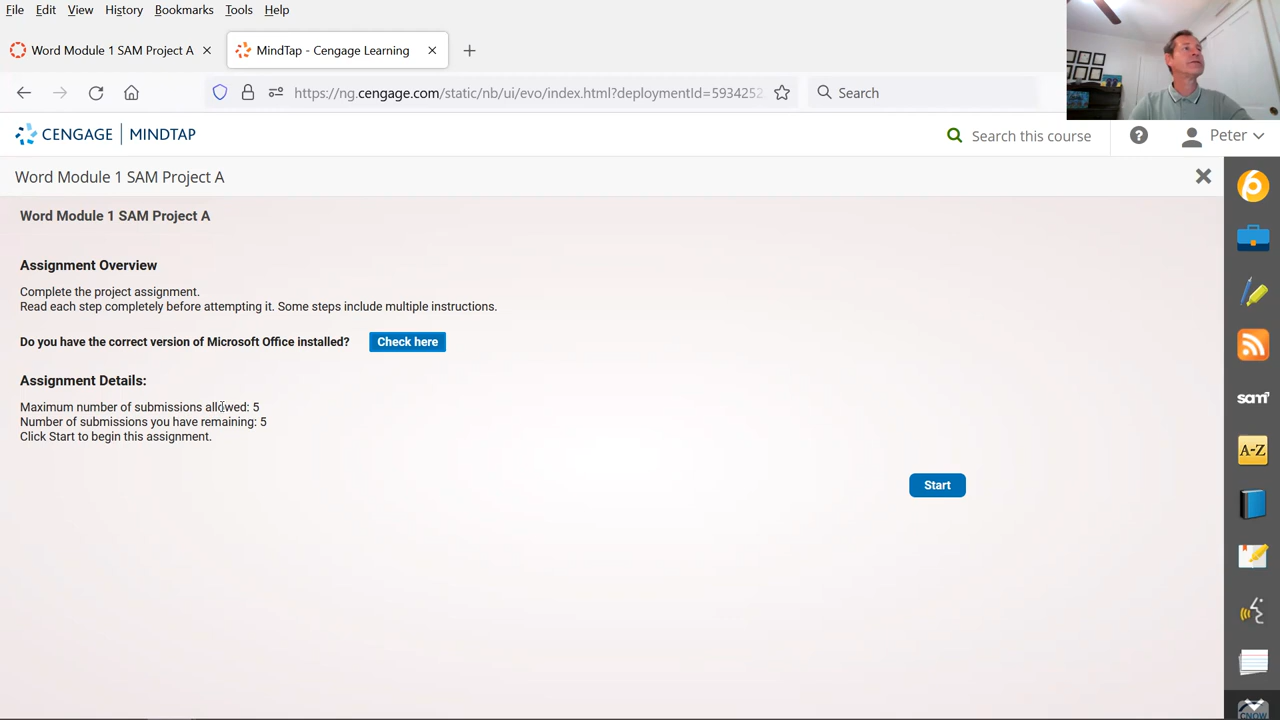 File Edit View History Bookmarks Tools Help
Word Module 1 SAM Project A
MindTap - Cengage Learning
https://ng.cengage.com/static/nb/ui/evo/index.html?deploymentId=5934252
Search
CENGAGE | MINDTAP
Search this course
Peter
Word Module 1 SAM Project A
Word Module 1 SAM Project A
Assignment Overview
Complete the project assignment.
Read each step completely before attempting it. Some steps include multiple instructions.
Do you have the correct version of Microsoft Office installed? Check here
Assignment Details:
Maximum number of submissions allowed: 5
Number of submissions you have remaining: 5
Click Start to begin this assignment.
Start
sam
A-Z
CNOW